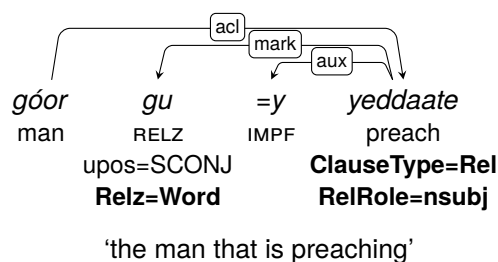 acl
mark
aux
góor gu =y yeddaate
man RELZ IMPF preach
upos=SCONJ ClauseType=Rel
Relz=Word RelRole=nsubj
‘the man that is preaching’